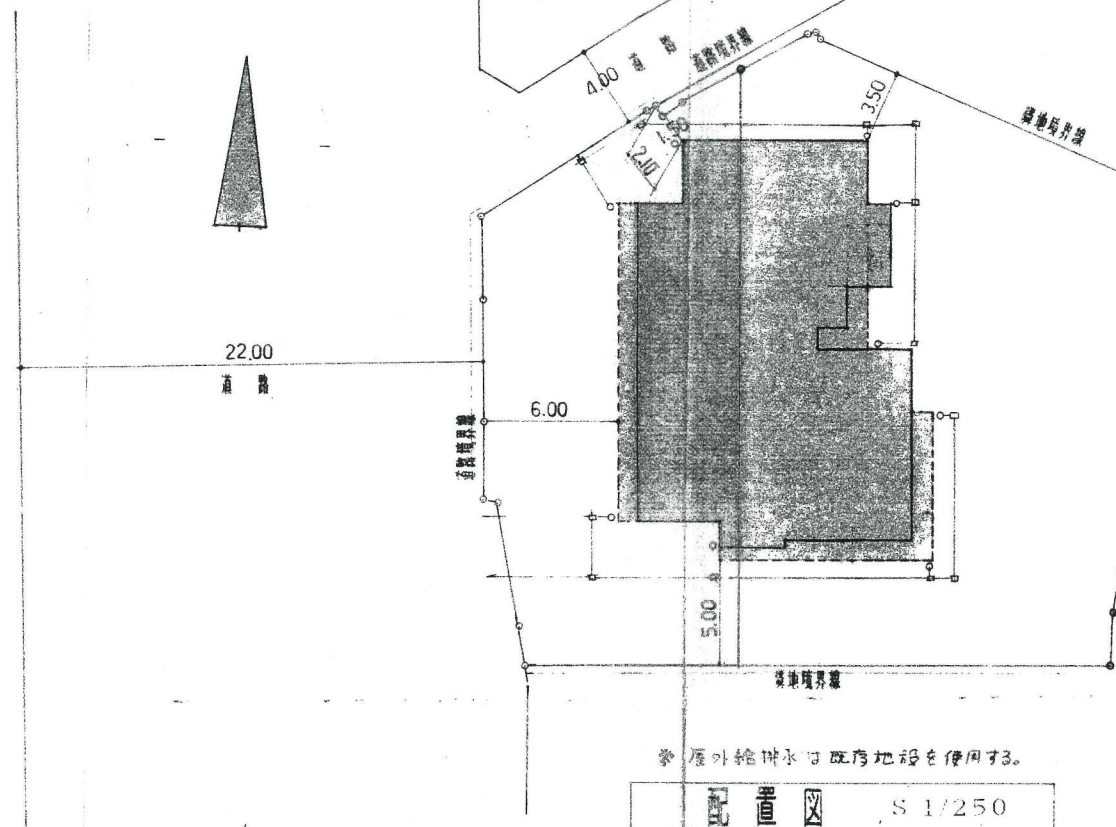 4.00
道路
道路境界線
3.50
隣地境界線
1.58
2.10
22.00
道路
道路境界線
6.00
5.00
隣地境界線
屋外給排水は既存施設を使用する。
配置図 S 1/250